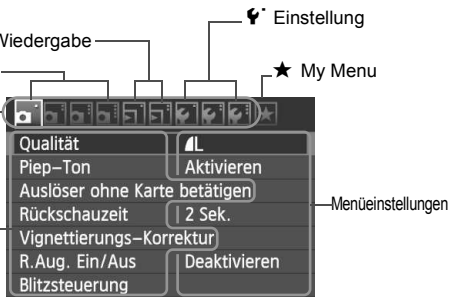 Einstellung
Wiedergabe
★ My Menu
Qualität L
Piep-Ton Aktivieren
Auslöser ohne Karte betätigen
Rückschauzeit 2 Sek.
Menüeinstellungen
Vignettierungs-Korrektur
R.Aug. Ein/Aus Deaktivieren
Blitzsteuerung